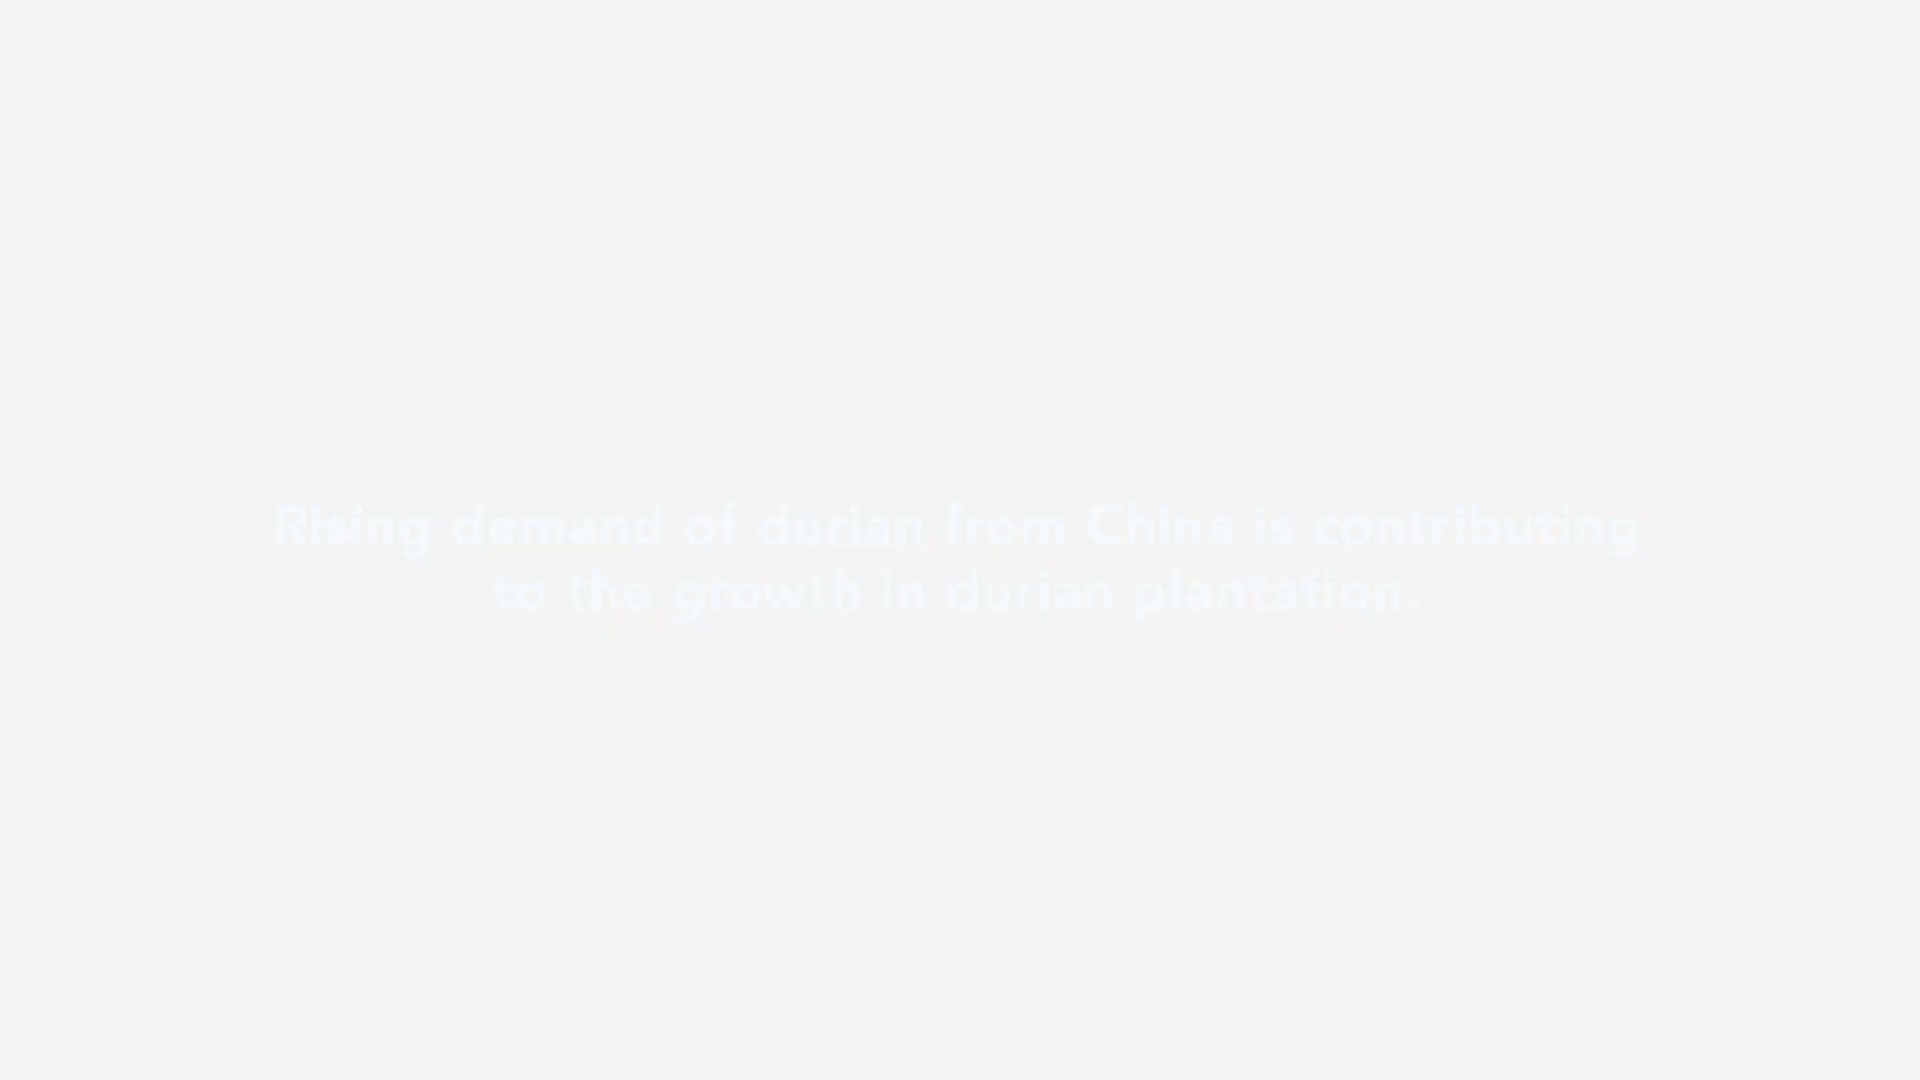 Rising demand of durian from China is contributing
to the growth in durian plantation.